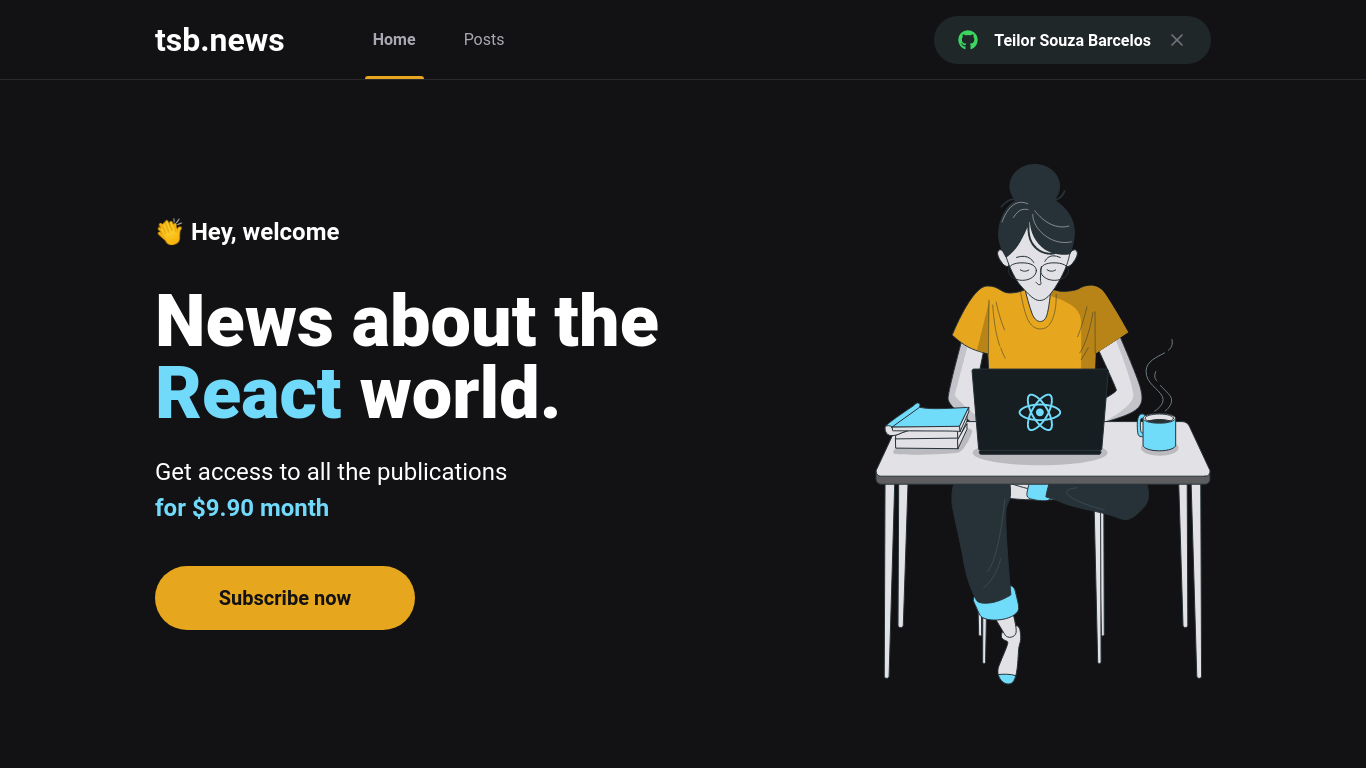 tsb.news
Home
Posts
Teilor Souza Barcelos
👋 Hey, welcome
News about the
React world.
Get access to all the publications
for $9.90 month
Subscribe now